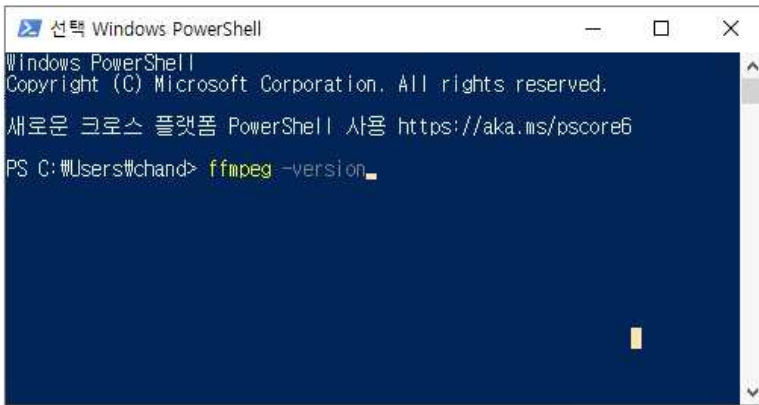 선택 Windows PowerShell
Windows PowerShell
Copyright (C) Microsoft Corporation. All rights reserved.
새로운 크로스 플랫폼 PowerShell 사용 https://aka.ms/pscore6
PS C:₩Users₩chand> ffmpeg -version